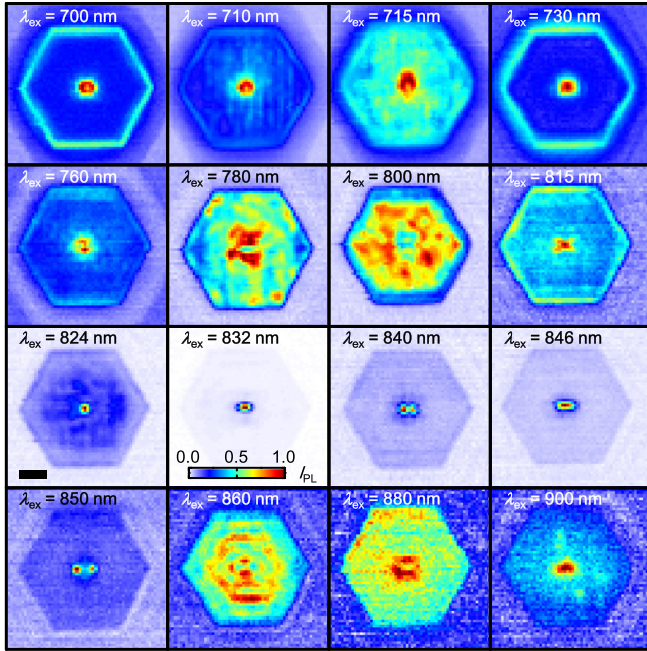 λex = 700 nm
λex = 710 nm
λex = 715 nm
λex = 730 nm
λex = 760 nm
λex = 780 nm
λex = 800 nm
λex = 815 nm
λex = 824 nm
λex = 832 nm
λex = 840 nm
λex = 846 nm
0.0 0.5 1.0 IPL
λex = 850 nm
λex = 860 nm
λex = 880 nm
λex = 900 nm